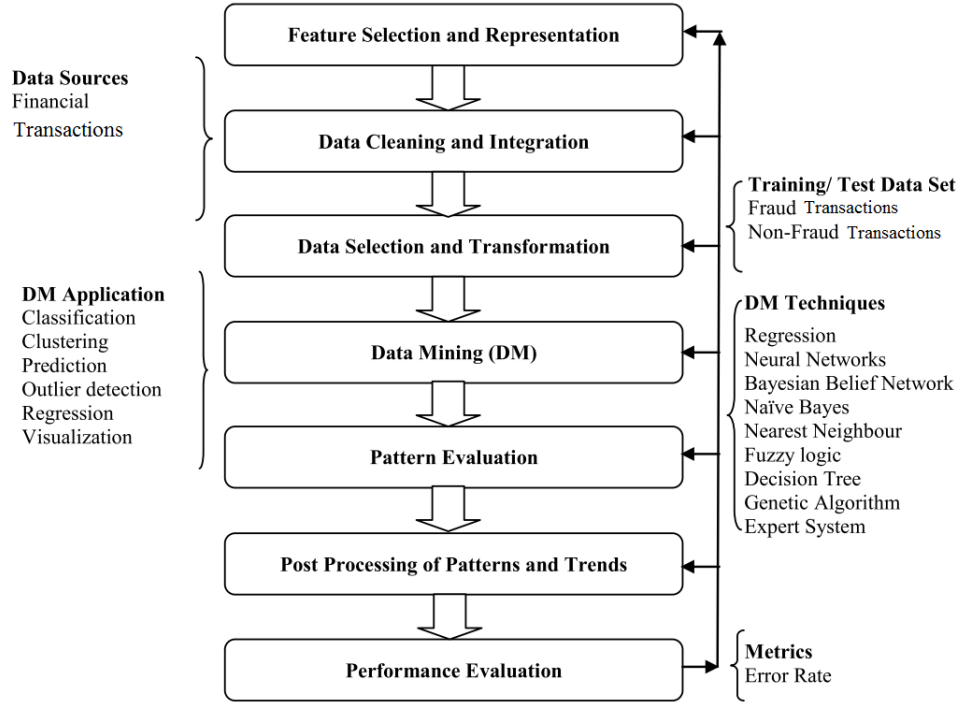 Feature Selection and Representation
Data Sources
Financial
Transactions
Data Cleaning and Integration
Training/ Test Data Set
Fraud Transactions
Non-Fraud Transactions
Data Selection and Transformation
DM Application
Classification
Clustering
Prediction
Outlier detection
Regression
Visualization
Data Mining (DM)
DM Techniques
Regression
Neural Networks
Bayesian Belief Network
Naïve Bayes
Nearest Neighbour
Fuzzy logic
Decision Tree
Genetic Algorithm
Expert System
Pattern Evaluation
Post Processing of Patterns and Trends
Performance Evaluation
Metrics
Error Rate